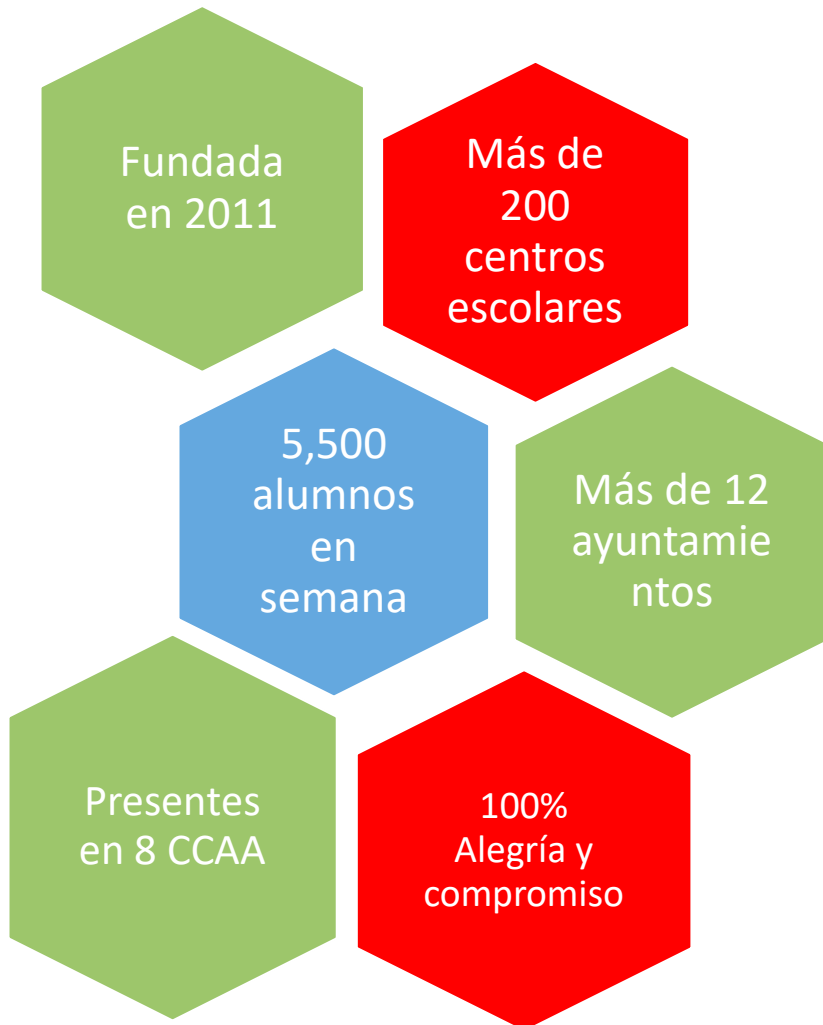 Fundada
en 2011
Más de
200
centros
escolares
5,500
alumnos
en
semana
Más de 12
ayuntamie
ntos
Presentes
en 8 CCAA
100%
Alegría y
compromiso